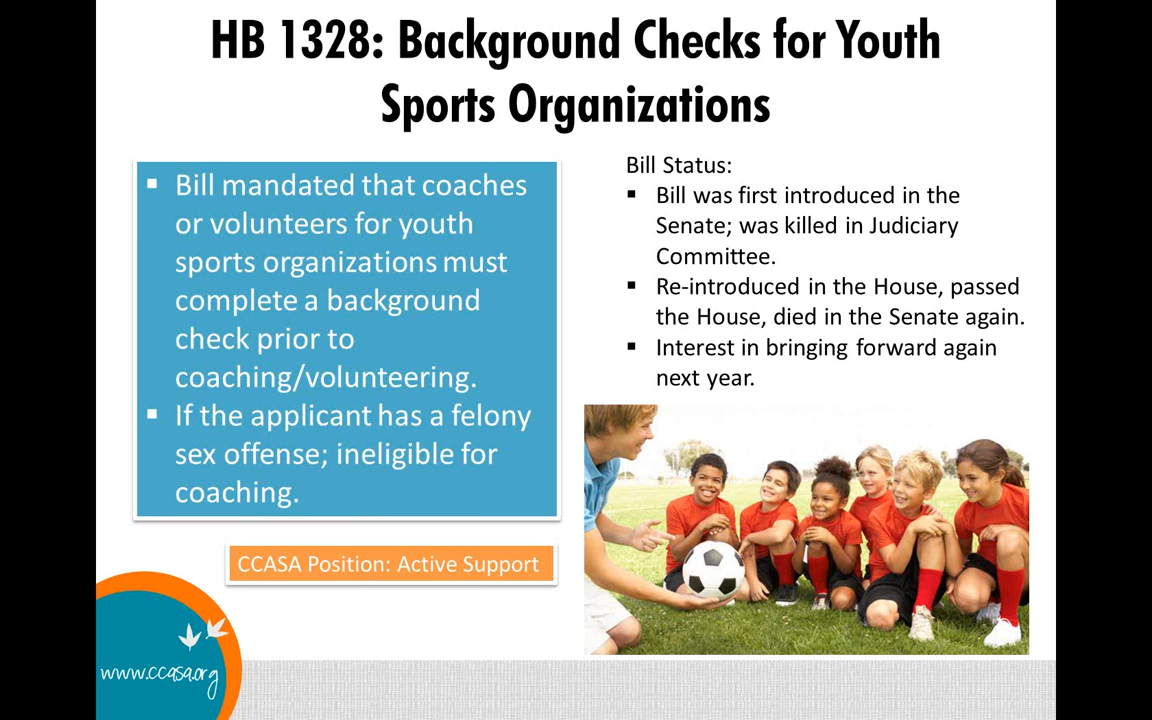 HB 1328: Background Checks for Youth
Sports Organizations
▪ Bill mandated that coaches
or volunteers for youth
sports organizations must
complete a background
check prior to
coaching/volunteering.
▪ If the applicant has a felony
sex offense; ineligible for
coaching.
CCASA Position: Active Support
Bill Status:
▪ Bill was first introduced in the
Senate; was killed in Judiciary
Committee.
▪ Re-introduced in the House, passed
the House, died in the Senate again.
▪ Interest in bringing forward again
next year.
www.ccasa.org